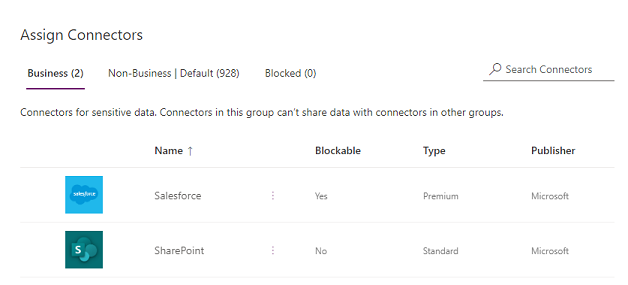 Assign Connectors
Business (2) Non-Business | Default (928) Blocked (0) Search Connectors
Connectors for sensitive data. Connectors in this group can't share data with connectors in other groups.
Name ↑ Blockable Type Publisher
salesforce Salesforce ⋮ Yes Premium Microsoft
S SharePoint ⋮ No Standard Microsoft